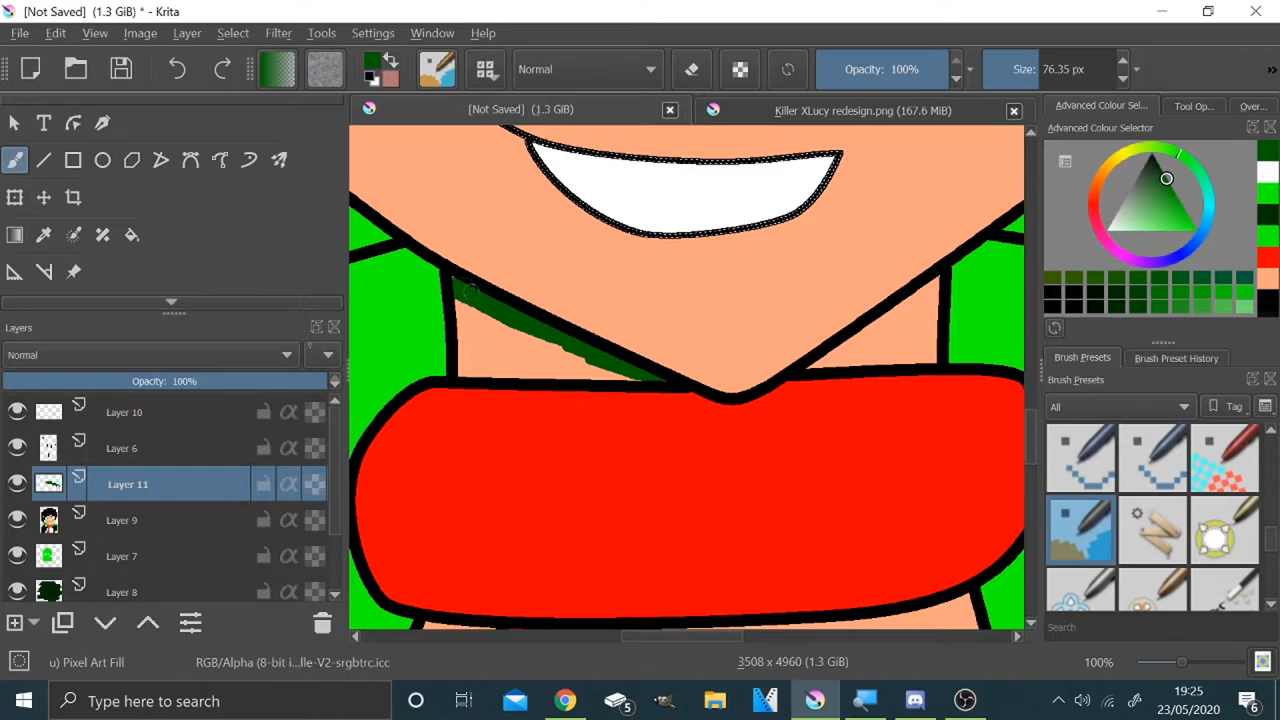 [Not Saved]  (1.3 GiB) * - Krita
File Edit View Image Layer Select Filter Tools Settings Window Help
Normal
Opacity: 100%
Size: 76.35 px
»
[Not Saved]  (1.3 GiB)
Killer XLucy redesign.png (167.6 MiB)
Advanced Colour Sel...
Tool Op...
Over...
Advanced Colour Selector
Layers
Normal
Opacity:  100%
Layer 10
Layer 6
Layer 11
Layer 9
Layer 7
Layer 8
Brush Presets
Brush Preset History
Brush Presets
All
Tag
Search
u) Pixel Art Fill
RGB/Alpha (8-bit i...lle-V2-srgbtrc.icc
3508 x 4960 (1.3 GiB)
100%
Type here to search
5
19:25
23/05/2020
6